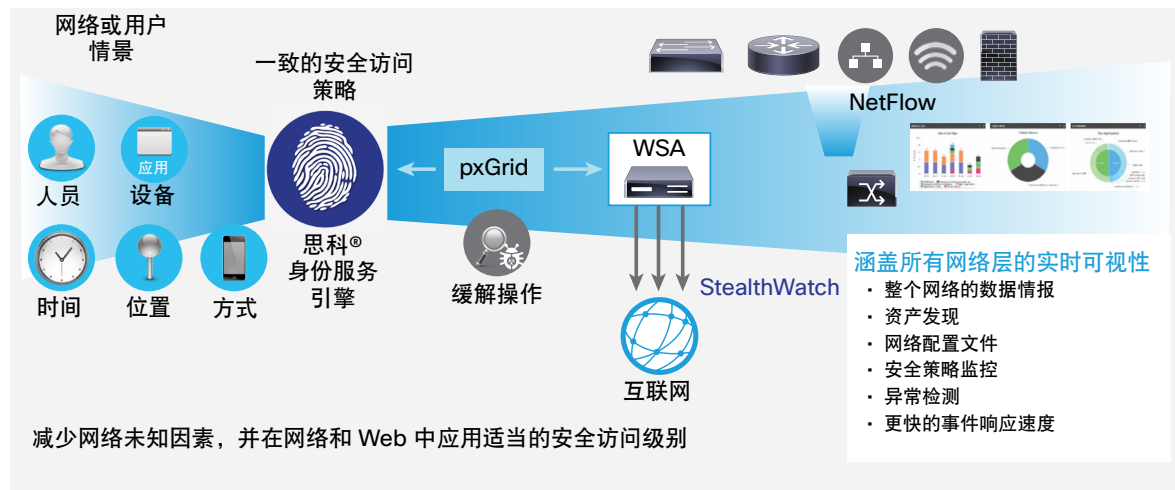 网络或用户
情景
人员
应用
设备
时间
位置
方式
一致的安全访问
策略
思科®
身份服务
引擎
pxGrid
缓解操作
WSA
互联网
StealthWatch
NetFlow
涵盖所有网络层的实时可视性
· 整个网络的数据情报
· 资产发现
· 网络配置文件
· 安全策略监控
· 异常检测
· 更快的事件响应速度
减少网络未知因素，并在网络和 Web 中应用适当的安全访问级别